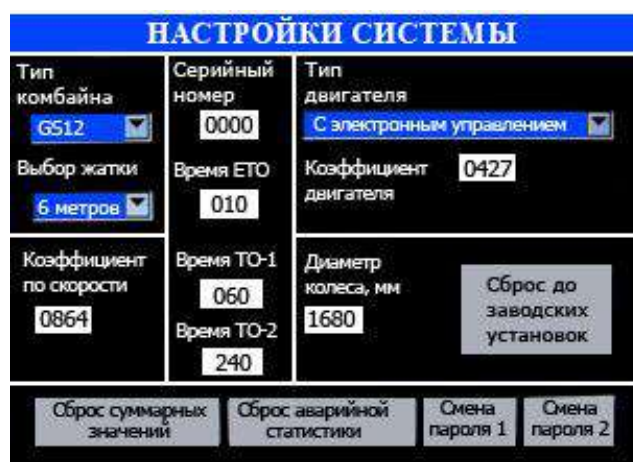 НАСТРОЙКИ СИСТЕМЫ
Тип
комбайна
GS12
Выбор жатки
6 метров
Серийный
номер
0000
Время ЕТО
010
Тип
двигателя
С электронным управлением
Коэффициент
двигателя
0427
Коэффициент
по скорости
0864
Время ТО-1
060
Время ТО-2
240
Диаметр
колеса, мм
1680
Сброс до
заводских
установок
Сброс суммарных
значений
Сброс аварийной
статистики
Смена
пароля 1
Смена
пароля 2